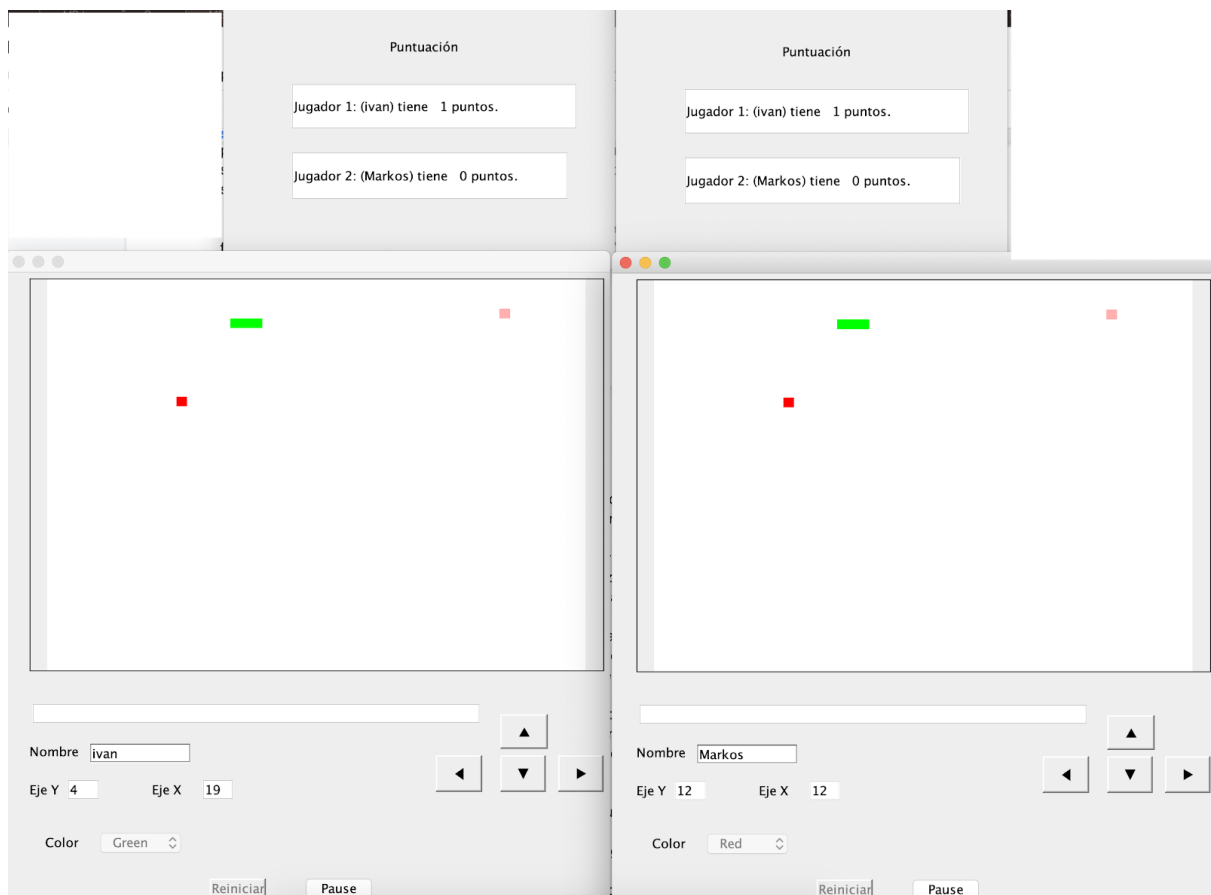 Puntuación
Jugador 1: (ivan) tiene 1 puntos.
Jugador 2: (Markos) tiene 0 puntos.
Puntuación
Jugador 1: (ivan) tiene 1 puntos.
Jugador 2: (Markos) tiene 0 puntos.
Nombre ivan
Eje Y 4 Eje X 19
Color Green
Reiniciar Pause
Nombre Markos
Eje Y 12 Eje X 12
Color Red
Reiniciar Pause